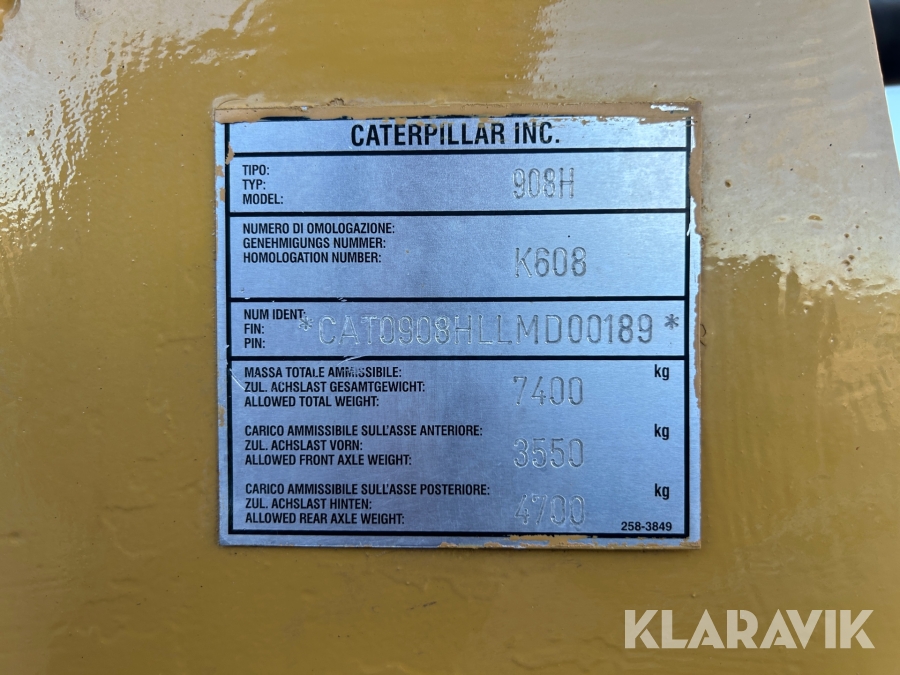 CATERPILLAR INC.
TIPO:
TYP: 908H
MODEL:
NUMERO DI OMOLOGAZIONE:
GENEHMIGUNGS NUMMER:
HOMOLOGATION NUMBER: K608
NUM IDENT:
FIN: *CAT0908HLLMD00189*
PIN:
MASSA TOTALE AMMISSIBILE: kg
ZUL. ACHSLAST GESAMTGEWICHT: 7400
ALLOWED TOTAL WEIGHT:
CARICO AMMISSIBILE SULL'ASSE ANTERIORE: kg
ZUL. ACHSLAST VORN: 3550
ALLOWED FRONT AXLE WEIGHT:
CARICO AMMISSIBILE SULL'ASSE POSTERIORE: kg
ZUL. ACHSLAST HINTEN: 4700
ALLOWED REAR AXLE WEIGHT:
258-3849
KLARAVIK